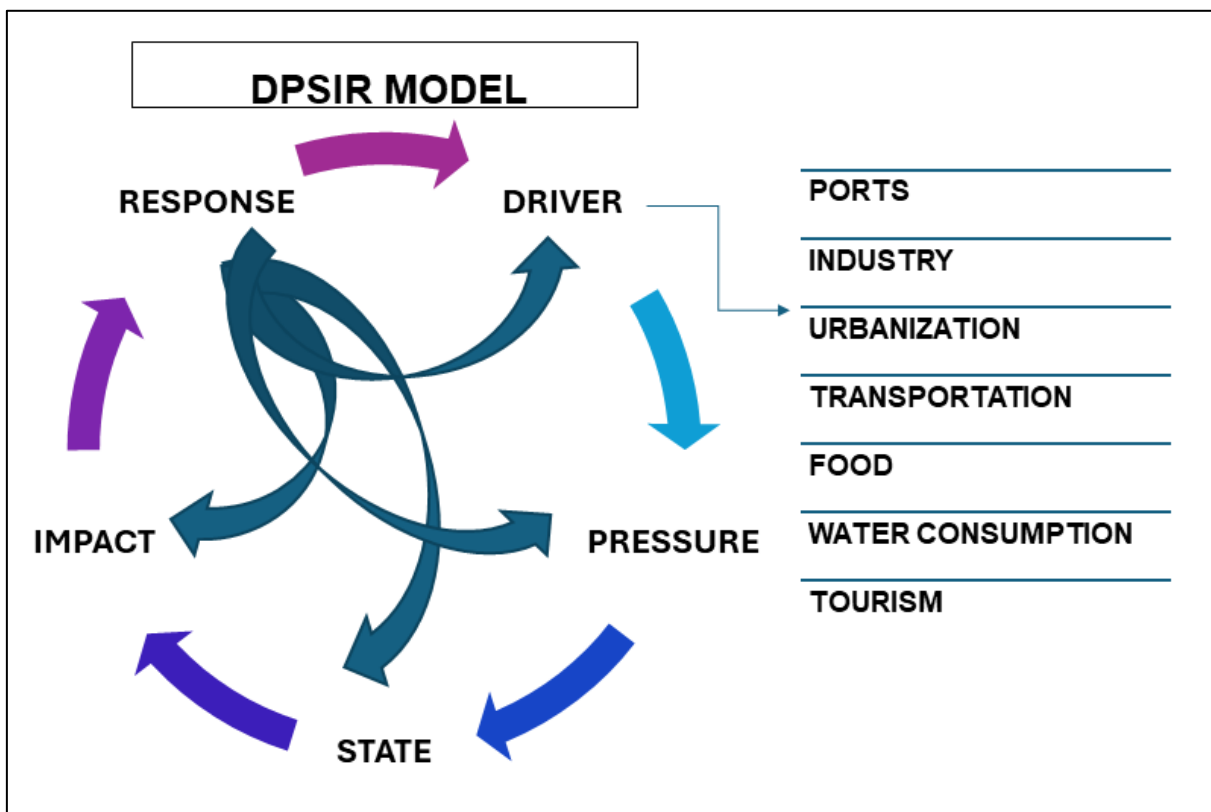 DPSIR MODEL
RESPONSE
DRIVER
IMPACT
PRESSURE
STATE
PORTS
INDUSTRY
URBANIZATION
TRANSPORTATION
FOOD
WATER CONSUMPTION
TOURISM